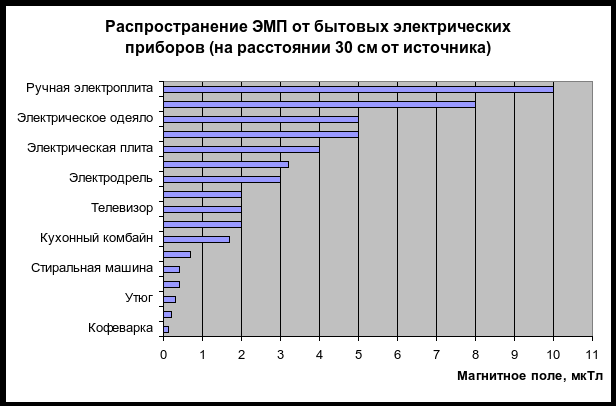 Распространение ЭМП от бытовых электрических
приборов (на расстоянии 30 см от источника)
Ручная электроплита
Электрическое одеяло
Электрическая плита
Электродрель
Телевизор
Кухонный комбайн
Стиральная машина
Утюг
Кофеварка
0 1 2 3 4 5 6 7 8 9 10 11
Магнитное поле, мкТл